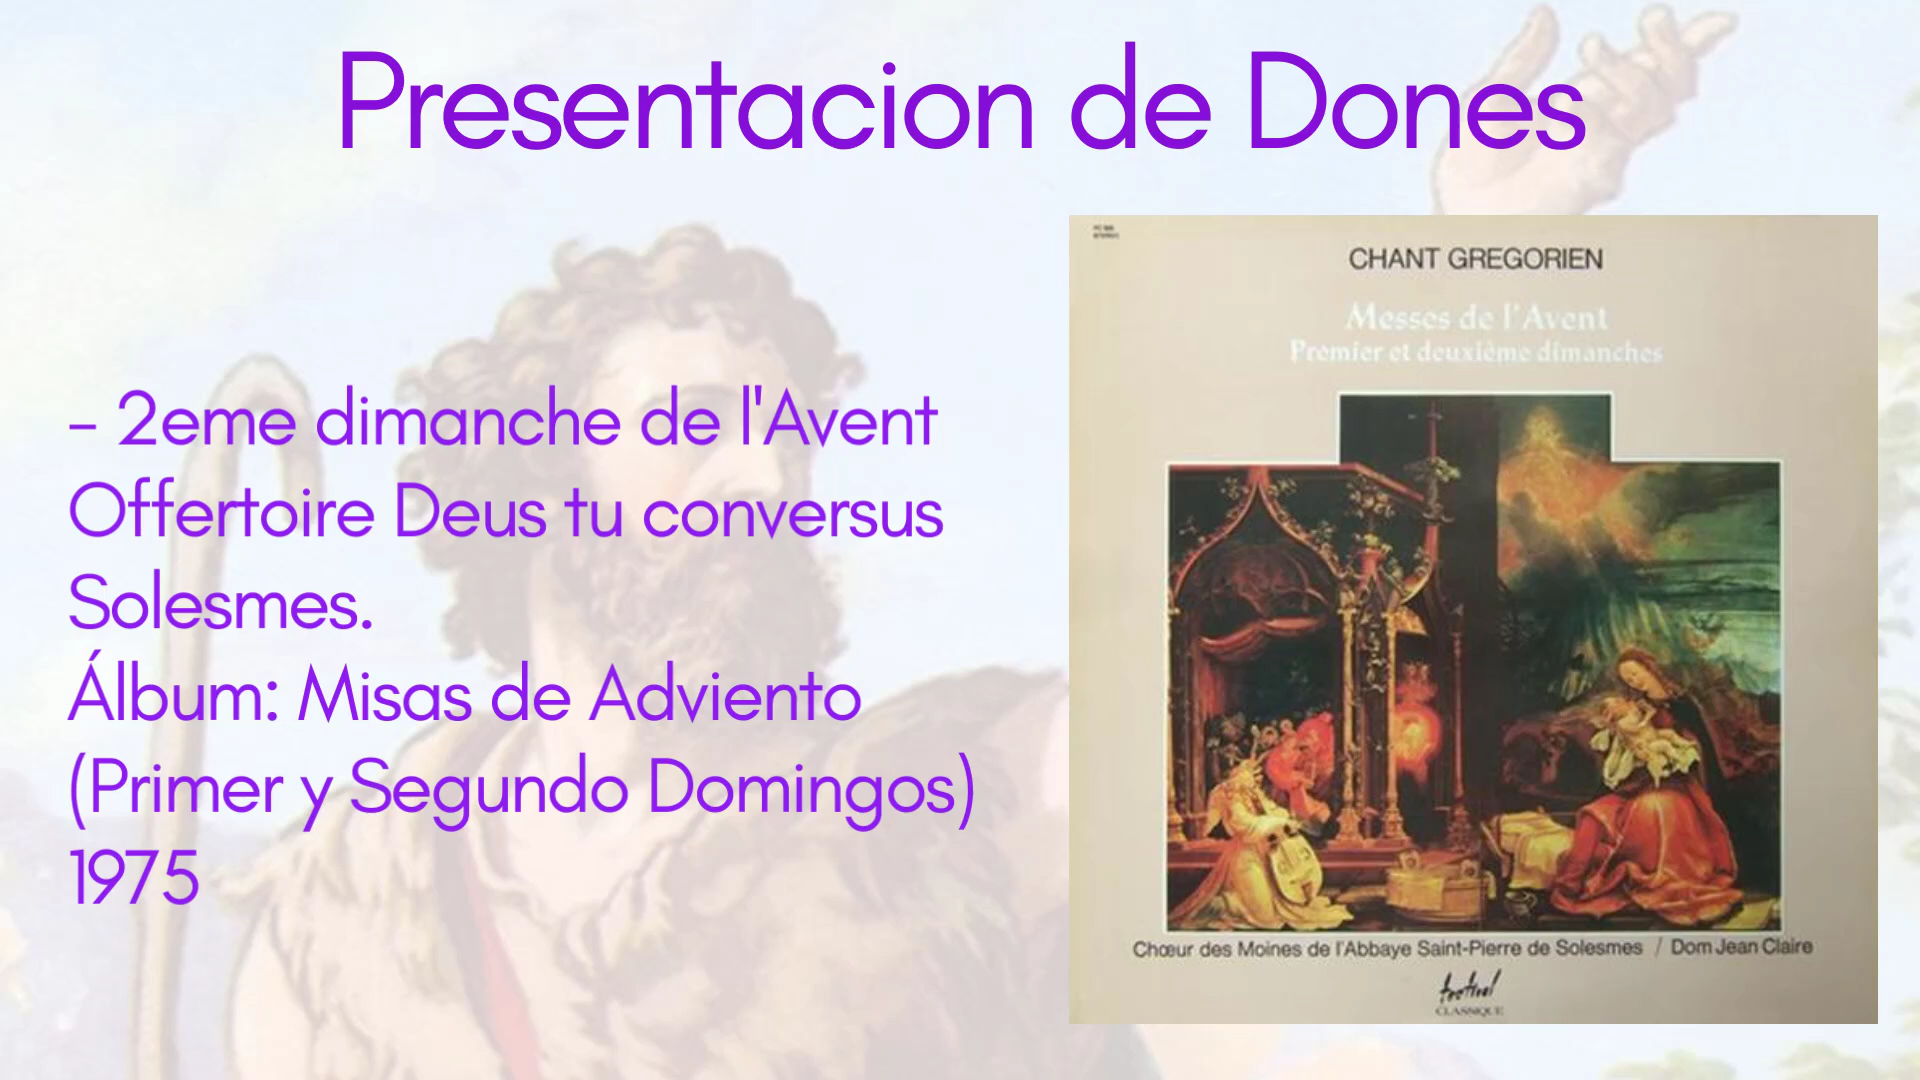 Presentacion de Dones
- 2eme dimanche de l'Avent
Offertoire Deus tu conversus
Solesmes.
Álbum: Misas de Adviento
(Primer y Segundo Domingos)
1975
CHANT GREGORIEN
Messes de l'Avent
Premier et deuxième dimanches
Chœur des Moines de l'Abbaye Saint-Pierre de Solesmes / Dom Jean Claire
festival
CLASSIQUE